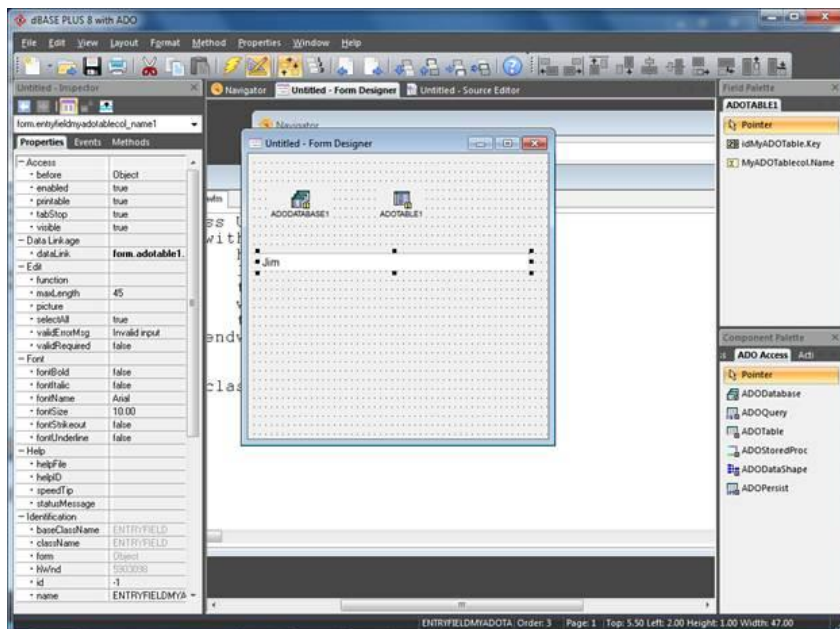 dBASE PLUS 8 with ADO
File Edit View Layout Format Method Properties Window Help
Untitled - Inspector
form.entryfieldmyadotablecol_name1
Properties Events Methods
Access
before Object
enabled true
printable true
tabStop true
visible true
Data Linkage
dataLink form.adotable1.
Edit
function
maxLength 45
picture
selectAll true
validErrorMsg Invalid input
validRequired false
Font
fontBold false
fontItalic false
fontName Arial
fontSize 10.00
fontStrikeout false
fontUnderline false
Help
helpFile
helpID
speedTip
statusMessage
Identification
baseClassName ENTRYFIELD
className ENTRYFIELD
form Object
hWnd
id -1
name ENTRYFIELDMYA
Navigator Untitled - Form Designer Untitled - Source Editor
Navigator
Untitled - Form Designer
ADODATABASE1 ADOTABLE1
Jim
wfm
ss U
with
endw
clas
Field Palette
ADOTABLE1
Pointer
idMyADOTable.Key
MyADOTablecol.Name
Component Palette
s ADO Access Acti
Pointer
ADODatabase
ADOQuery
ADOTable
ADOStoredProc
ADODataShape
ADOPersist
ENTRYFIELDMYADOTA Order: 3 Page: 1 Top: 5.50 Left: 2.00 Height: 1.00 Width: 47.00